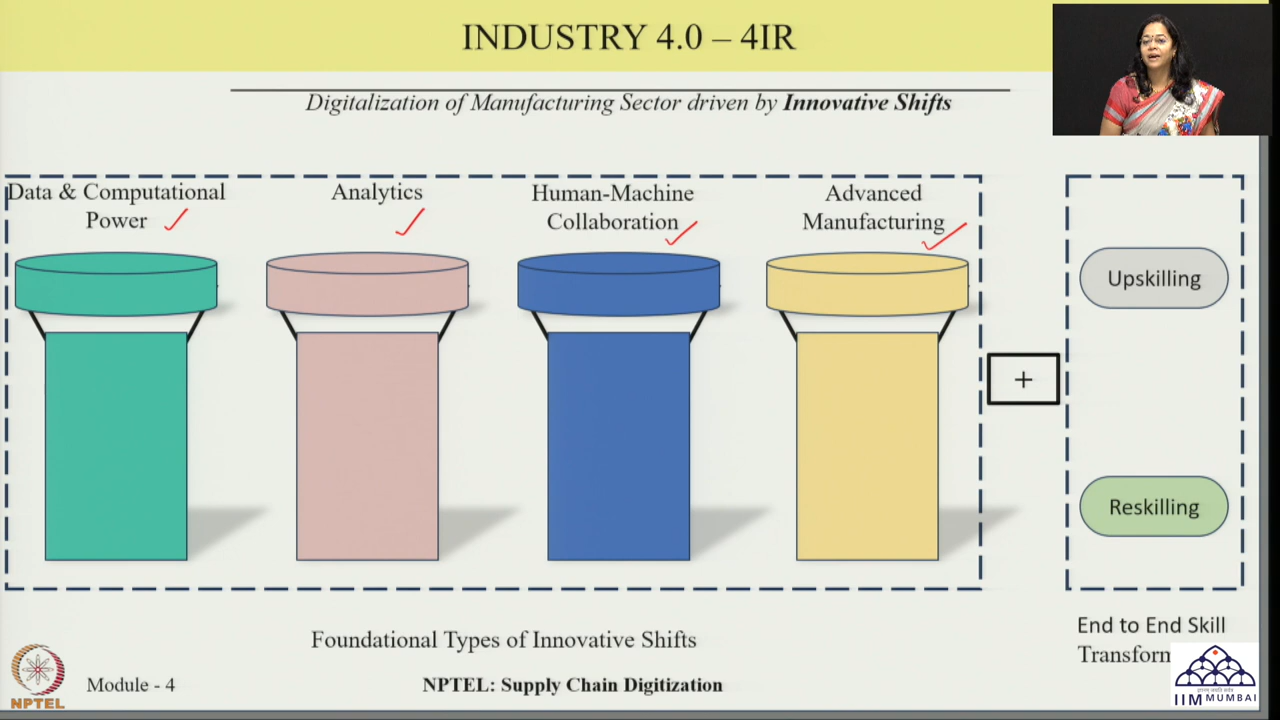 INDUSTRY 4.0 – 4IR
Digitalization of Manufacturing Sector driven by Innovative Shifts
Data & Computational
Power
Analytics
Human-Machine
Collaboration
Advanced
Manufacturing
+
Upskilling
Reskilling
Foundational Types of Innovative Shifts
End to End Skill
Transform
NPTEL
Module - 4
NPTEL: Supply Chain Digitization
IIM MUMBAI